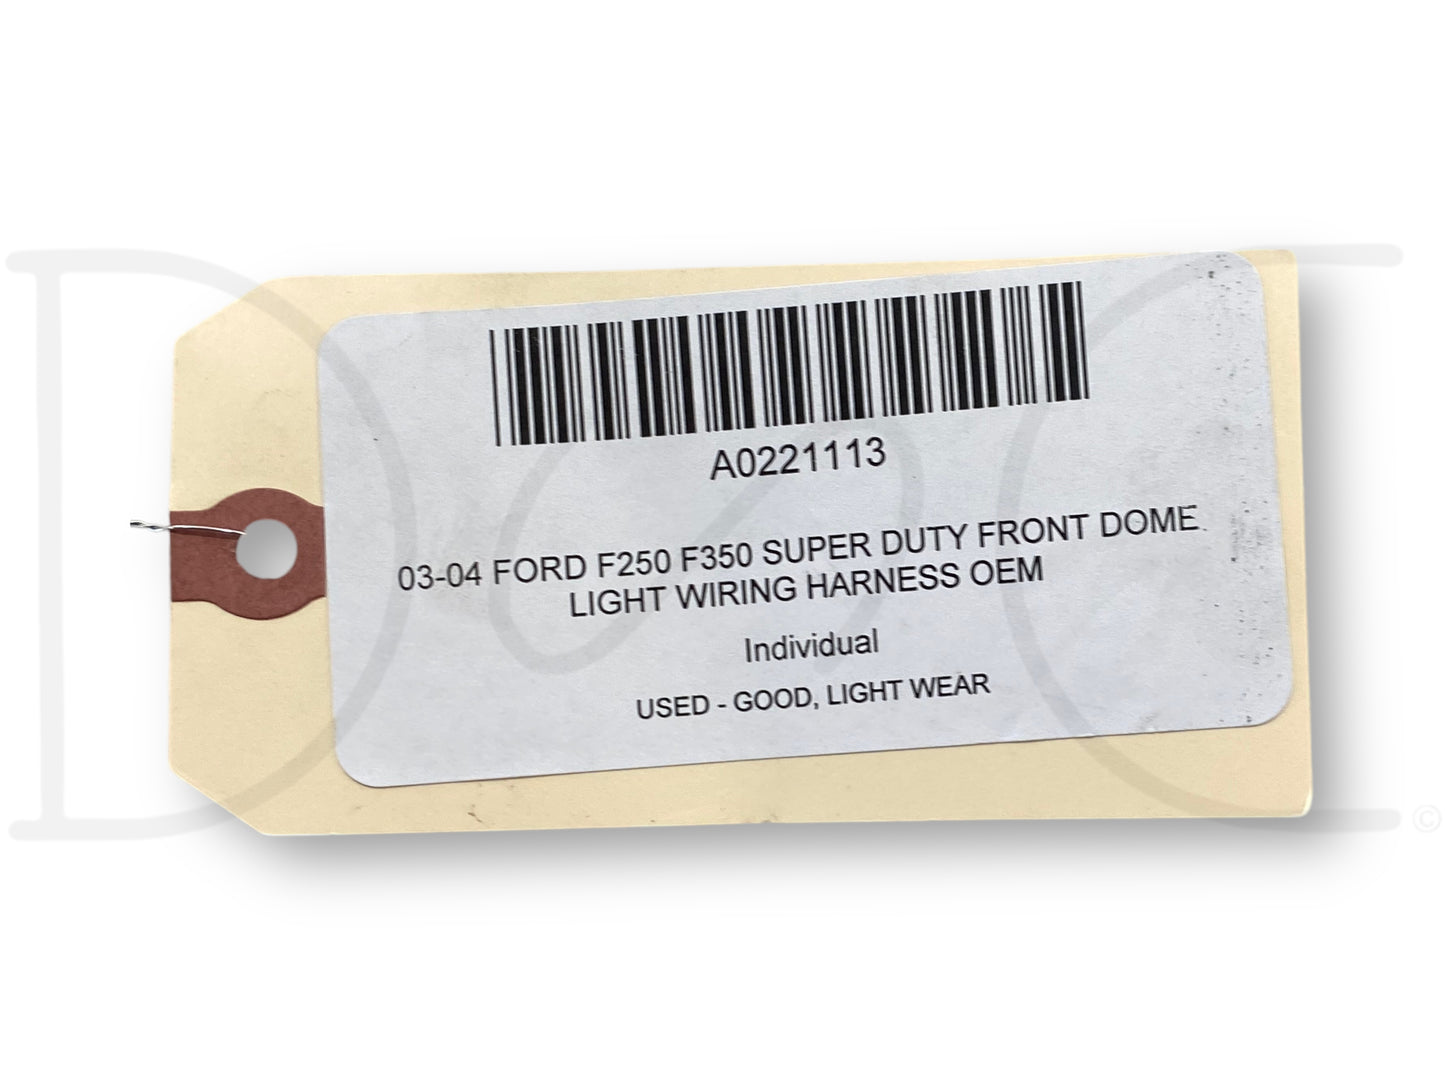 A0221113
03-04 FORD F250 F350 SUPER DUTY FRONT DOME
LIGHT WIRING HARNESS OEM
Individual
USED - GOOD, LIGHT WEAR
©